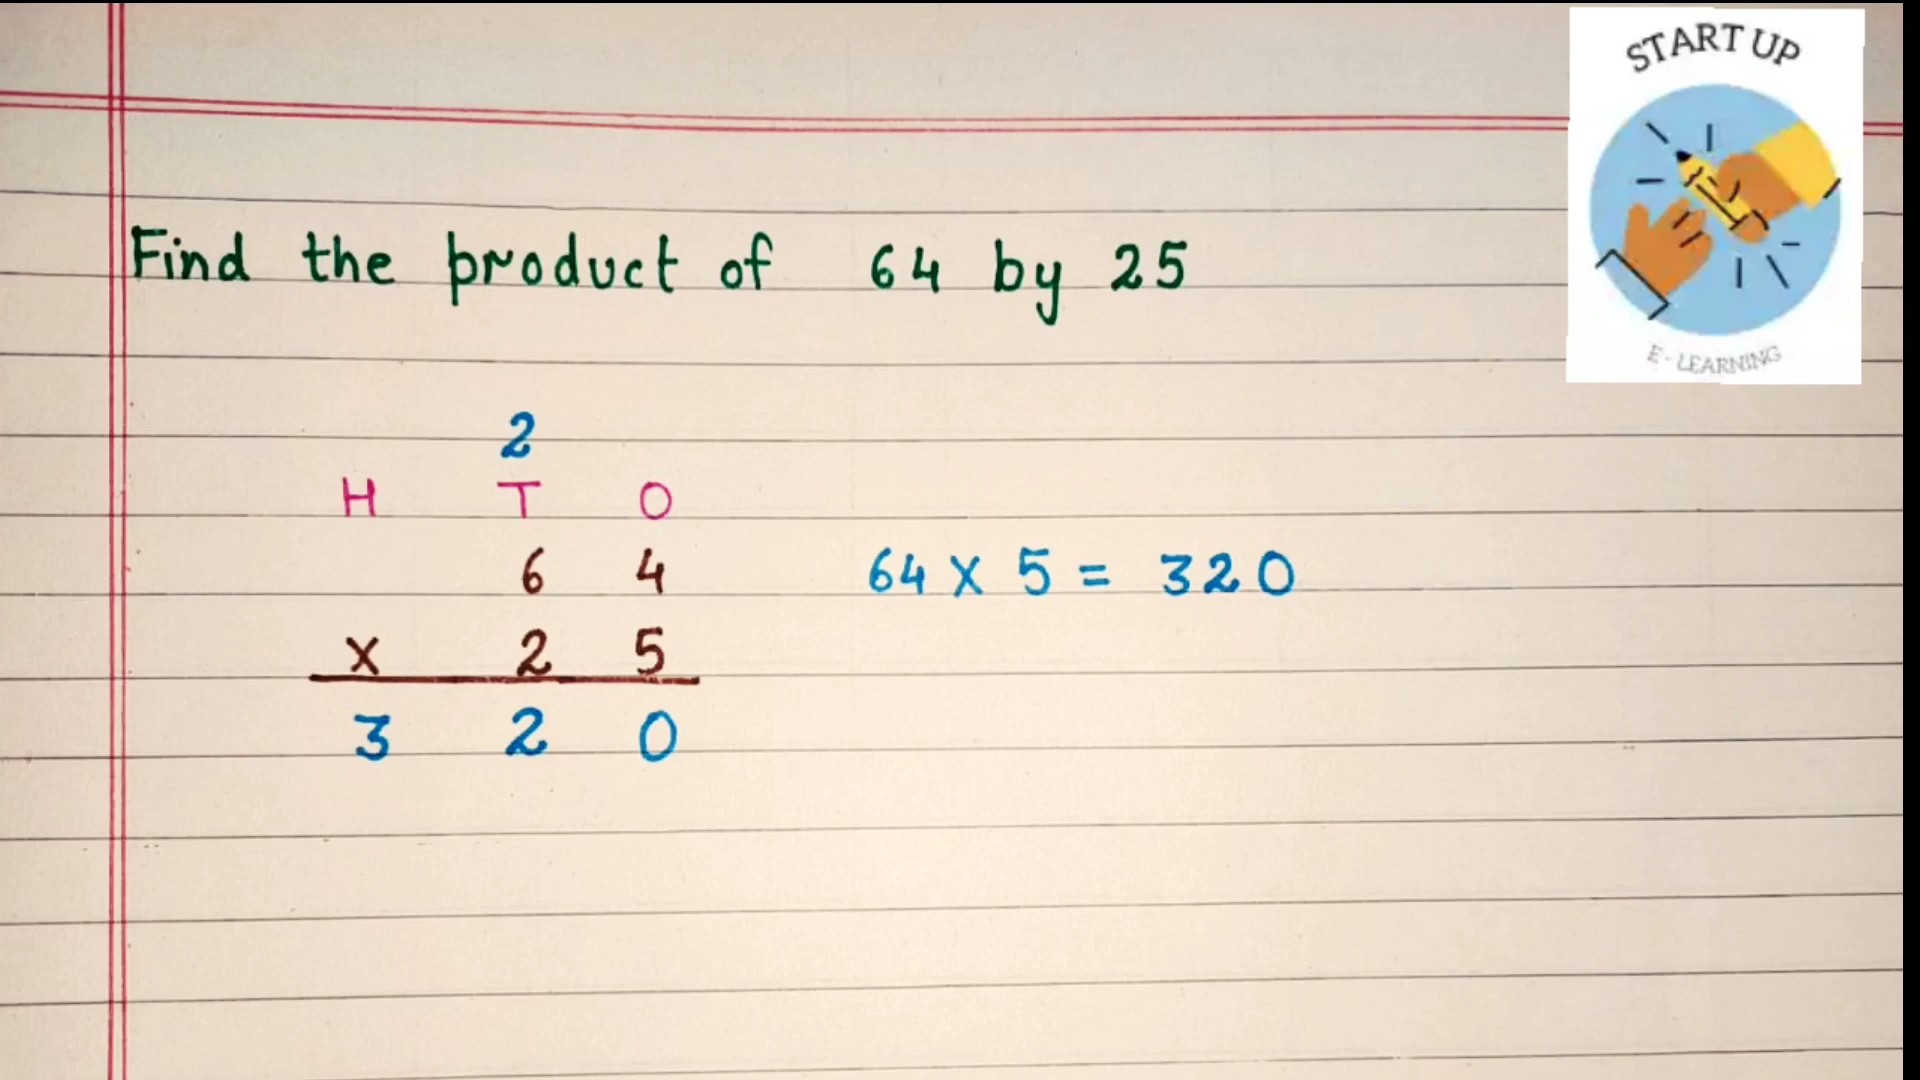 START UP
E - LEARNING
Find the product of 64 by 25
2
H T O
6 4 64 X 5 = 320
x 2 5
3 2 0